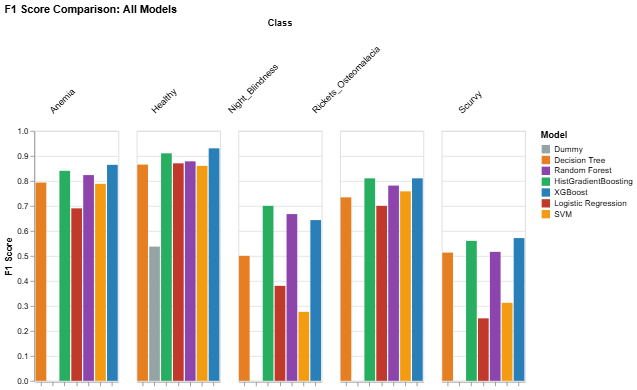 F1 Score Comparison: All Models
Class
Anemia
Healthy
Night_Blindness
Rickets_Osteomalacia
Scurvy
1.0
0.9
0.8
0.7
0.6
0.5
0.4
0.3
0.2
0.1
0.0
F1 Score
Model
Dummy
Decision Tree
Random Forest
HistGradientBoosting
XGBoost
Logistic Regression
SVM